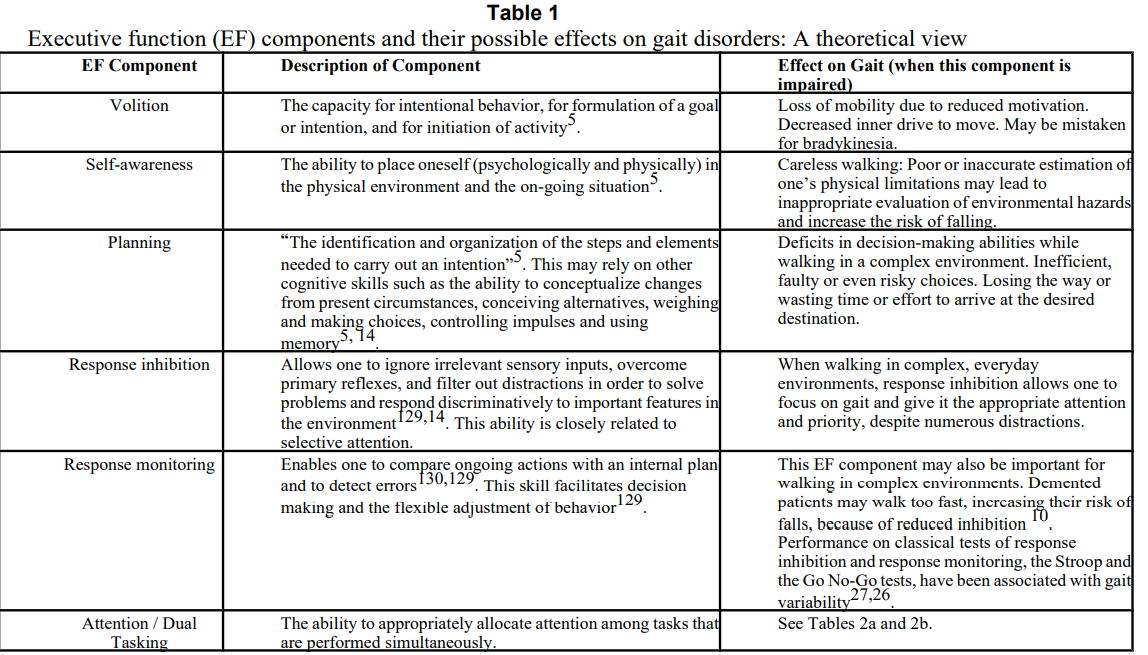 Table 1
Executive function (EF) components and their possible effects on gait disorders: A theoretical view
EF Component
Description of Component
Effect on Gait (when this component is
impaired)
Volition
The capacity for intentional behavior, for formulation of a goal
or intention, and for initiation of activity5.
Loss of mobility due to reduced motivation.
Decreased inner drive to move. May be mistaken
for bradykinesia.
Self-awareness
The ability to place oneself (psychologically and physically) in
the physical environment and the on-going situation5.
Careless walking: Poor or inaccurate estimation of
one's physical limitations may lead to
inappropriate evaluation of environmental hazards
and increase the risk of falling.
Planning
“The identification and organization of the steps and elements
needed to carry out an intention”5. This may rely on other
cognitive skills such as the ability to conceptualize changes
from present circumstances, conceiving alternatives, weighing
and making choices, controlling impulses and using
memory5, 14.
Deficits in decision-making abilities while
walking in a complex environment. Inefficient,
faulty or even risky choices. Losing the way or
wasting time or effort to arrive at the desired
destination.
Response inhibition
Allows one to ignore irrelevant sensory inputs, overcome
primary reflexes, and filter out distractions in order to solve
problems and respond discriminatively to important features in
the environment129,14. This ability is closely related to
selective attention.
When walking in complex, everyday
environments, response inhibition allows one to
focus on gait and give it the appropriate attention
and priority, despite numerous distractions.
Response monitoring
Enables one to compare ongoing actions with an internal plan
and to detect errors130,129. This skill facilitates decision
making and the flexible adjustment of behavior129.
This EF component may also be important for
walking in complex environments. Demented
patients may walk too fast, increasing their risk of
falls, because of reduced inhibition 10.
Performance on classical tests of response
inhibition and response monitoring, the Stroop and
the Go No-Go tests, have been associated with gait
variability27,26.
Attention / Dual
Tasking
The ability to appropriately allocate attention among tasks that
are performed simultaneously.
See Tables 2a and 2b.